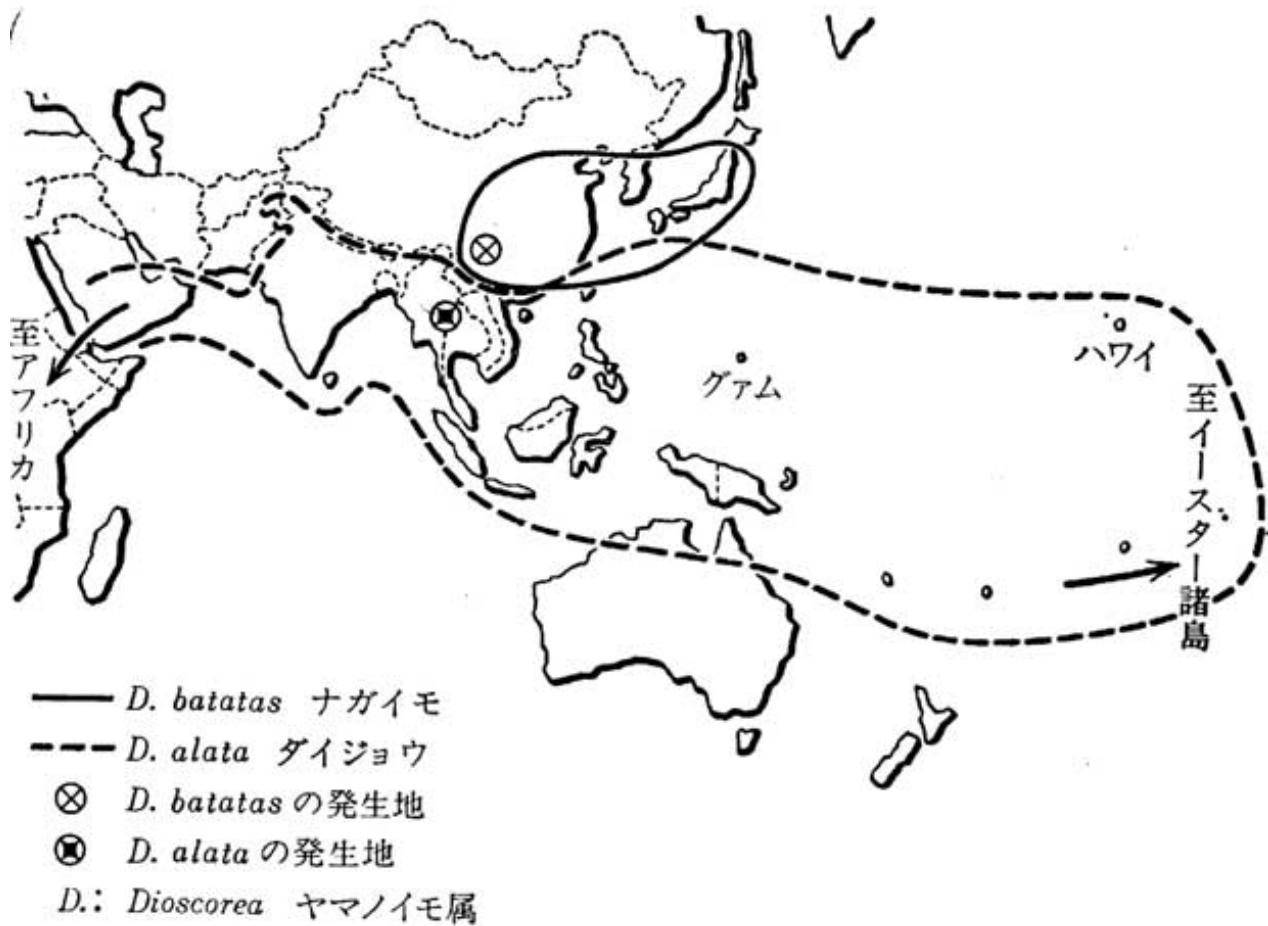 ハワイ
グァム
至アフリカ
至イースター諸島
D. batatas ナガイモ
D. alata ダイジョウ
D. batatas の発生地
D. alata の発生地
D.: Dioscorea ヤマノイモ属